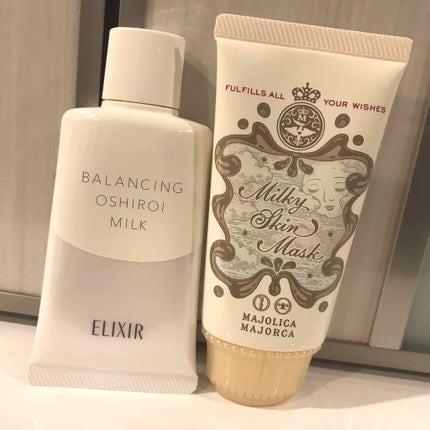 BALANCING
OSHIROI
MILK
ELIXIR
FULFILLS ALL YOUR WISHES
M
Milky
Skin
Mask
MAJOLICA
MAJORCA